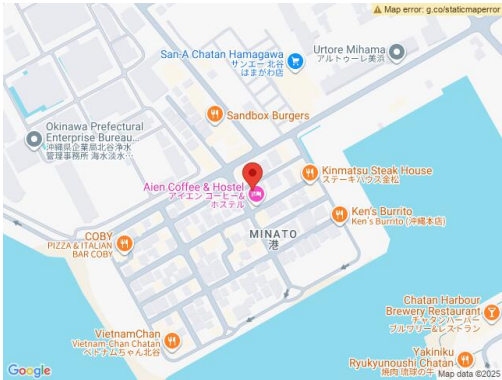 Map error: g.co/staticmaperror
San-A Chatan Hamagawa
サンエー 北谷
はまがわ店
Urtore Mihama
アルトゥーレ美浜
Sandbox Burgers
Okinawa Prefectural
Enterprise Bureau...
沖縄県企業局北谷浄水
管理事務所 海水淡水...
Kinmatsu Steak House
ステーキハウス金松
Aien Coffee & Hostel
アイエン コーヒー&
ホステル
Ken's Burrito
Ken's Burrito (沖縄本店)
MINATO
港
COBY
PIZZA & ITALIAN
BAR COBY
Chatan Harbour
Brewery Restaurant
チャタンハーバー
ブルワリー&レストラン
VietnamChan
Vietnam-Chan Chatan
ベトナムちゃん北谷
Yakiniku
Ryukyunoushi Chatan
焼肉 琉球の牛
Google
Map data ©2025